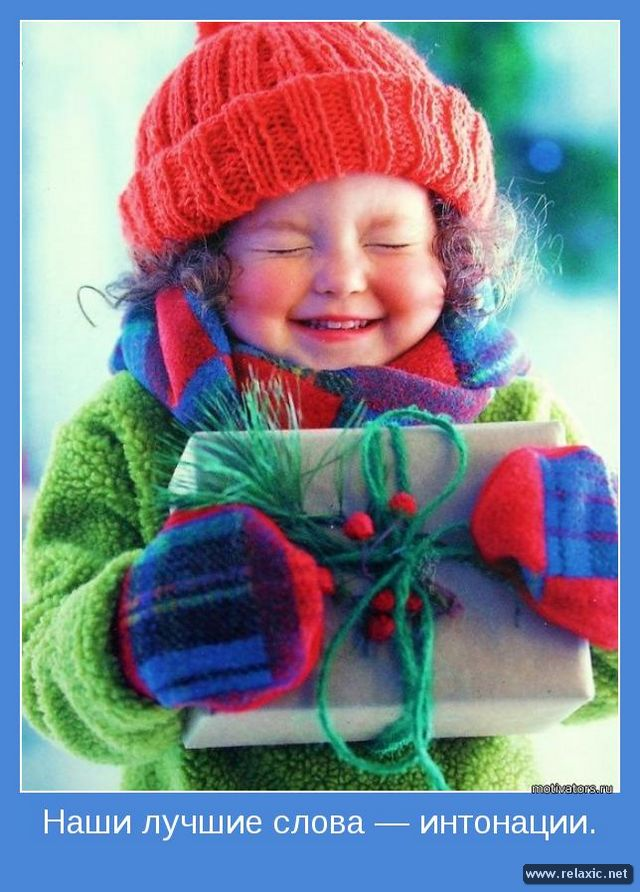 motivators.ru
Наши лучшие слова — интонации.
www.relaxic.net